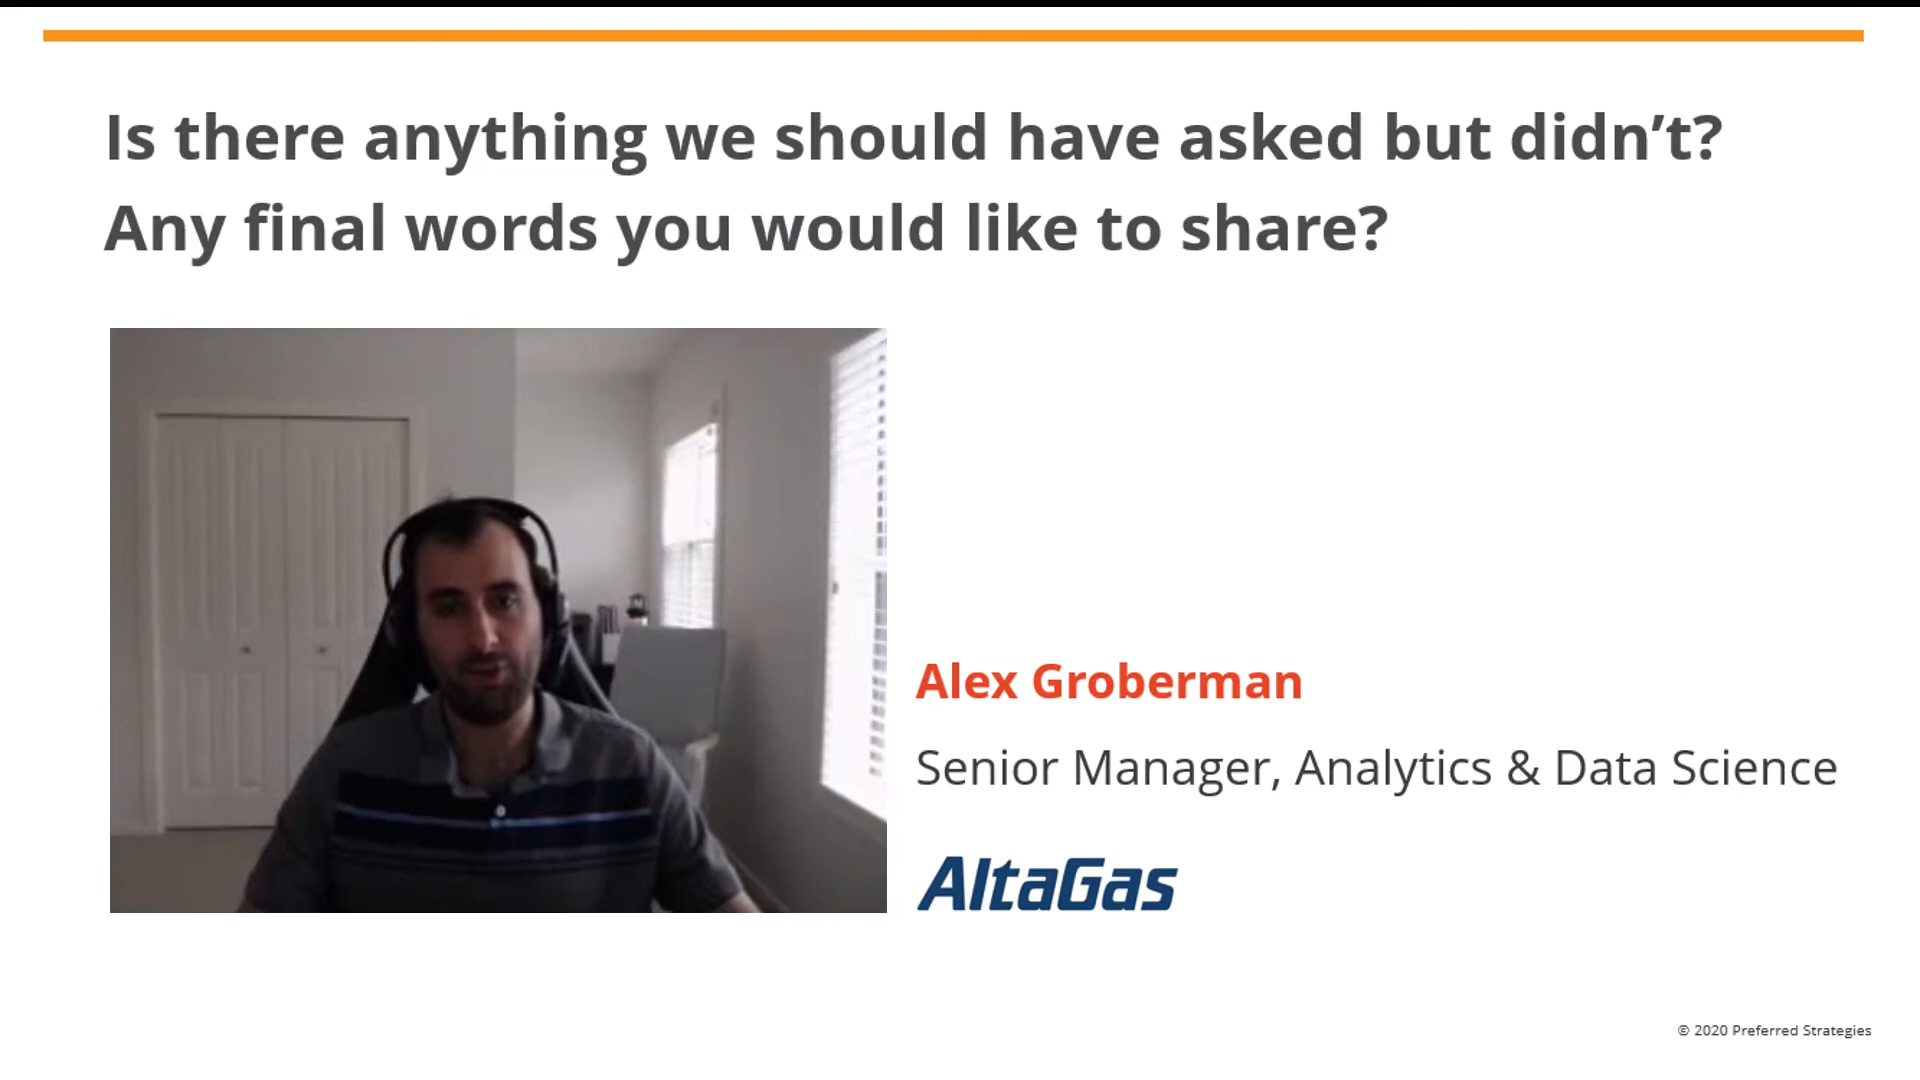 Is there anything we should have asked but didn’t?
Any final words you would like to share?
Alex Groberman
Senior Manager, Analytics & Data Science
AltaGas
© 2020 Preferred Strategies